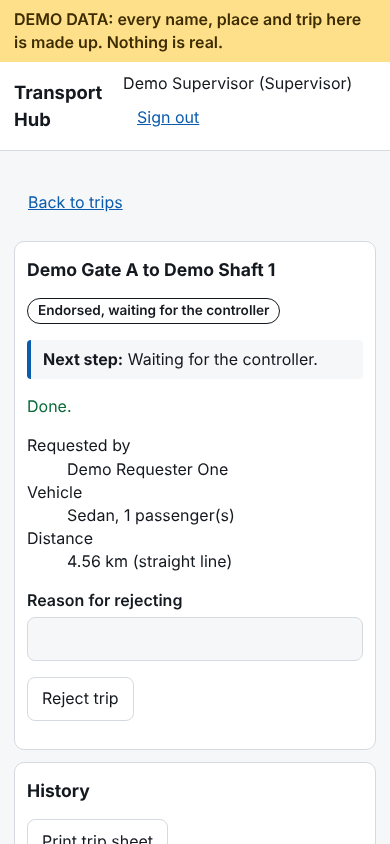 DEMO DATA: every name, place and trip here
is made up. Nothing is real.
Transport
Hub
Demo Supervisor (Supervisor)
Sign out
Back to trips
Demo Gate A to Demo Shaft 1
Endorsed, waiting for the controller
Next step: Waiting for the controller.
Done.
Requested by
Demo Requester One
Vehicle
Sedan, 1 passenger(s)
Distance
4.56 km (straight line)
Reason for rejecting
Reject trip
History
Print trip sheet